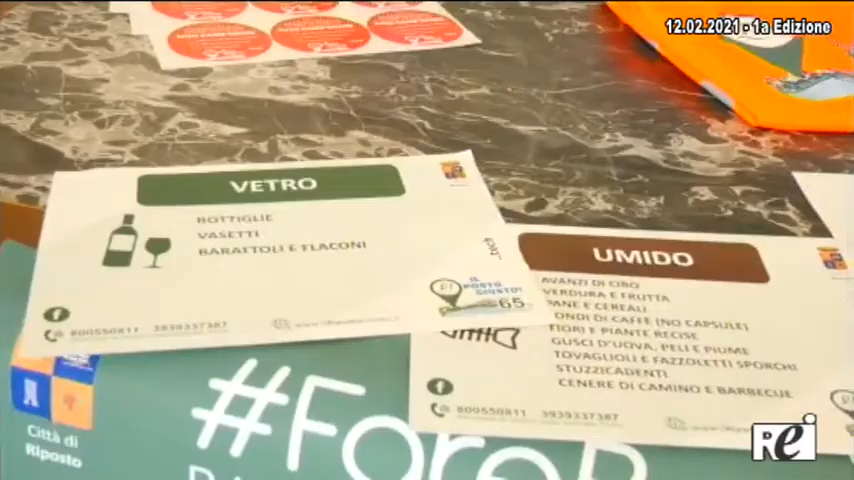 12.02.2021 - 1a Edizione
VETRO
BOTTIGLIE
VASETTI
BARATTOLI E FLACONI
IL
POSTO
GIUSTO!
65
800550811 3939337387
UMIDO
AVANZI DI CIBO
VERDURA E FRUTTA
PANE E CEREALI
FONDI DI CAFFÈ (NO CAPSULE)
FIORI E PIANTE RECISE
GUSCI D'UOVA, PELI E PIUME
TOVAGLIOLI E FAZZOLETTI SPORCHI
STUZZICADENTI
CENERE DI CAMINO E BARBECUE
800550811 3939337387
Città di
Riposto
Rei